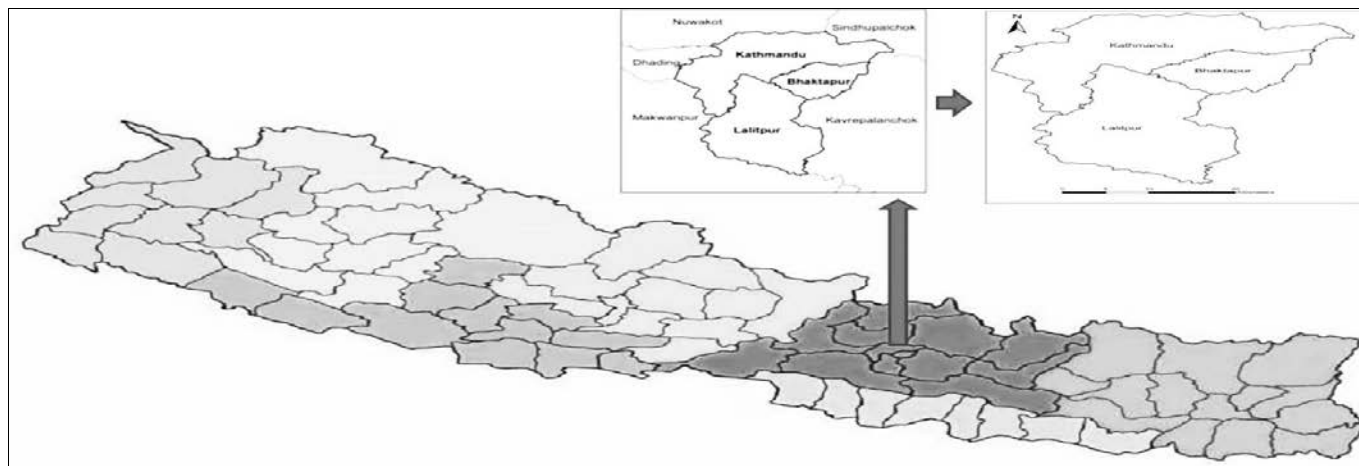 Nuwakot
Sindhupalchok
Kathmandu
Dhading
Bhaktapur
Makwanpur
Kavrepalanchok
Lalitpur
N
Kathmandu
Bhaktapur
Lalitpur